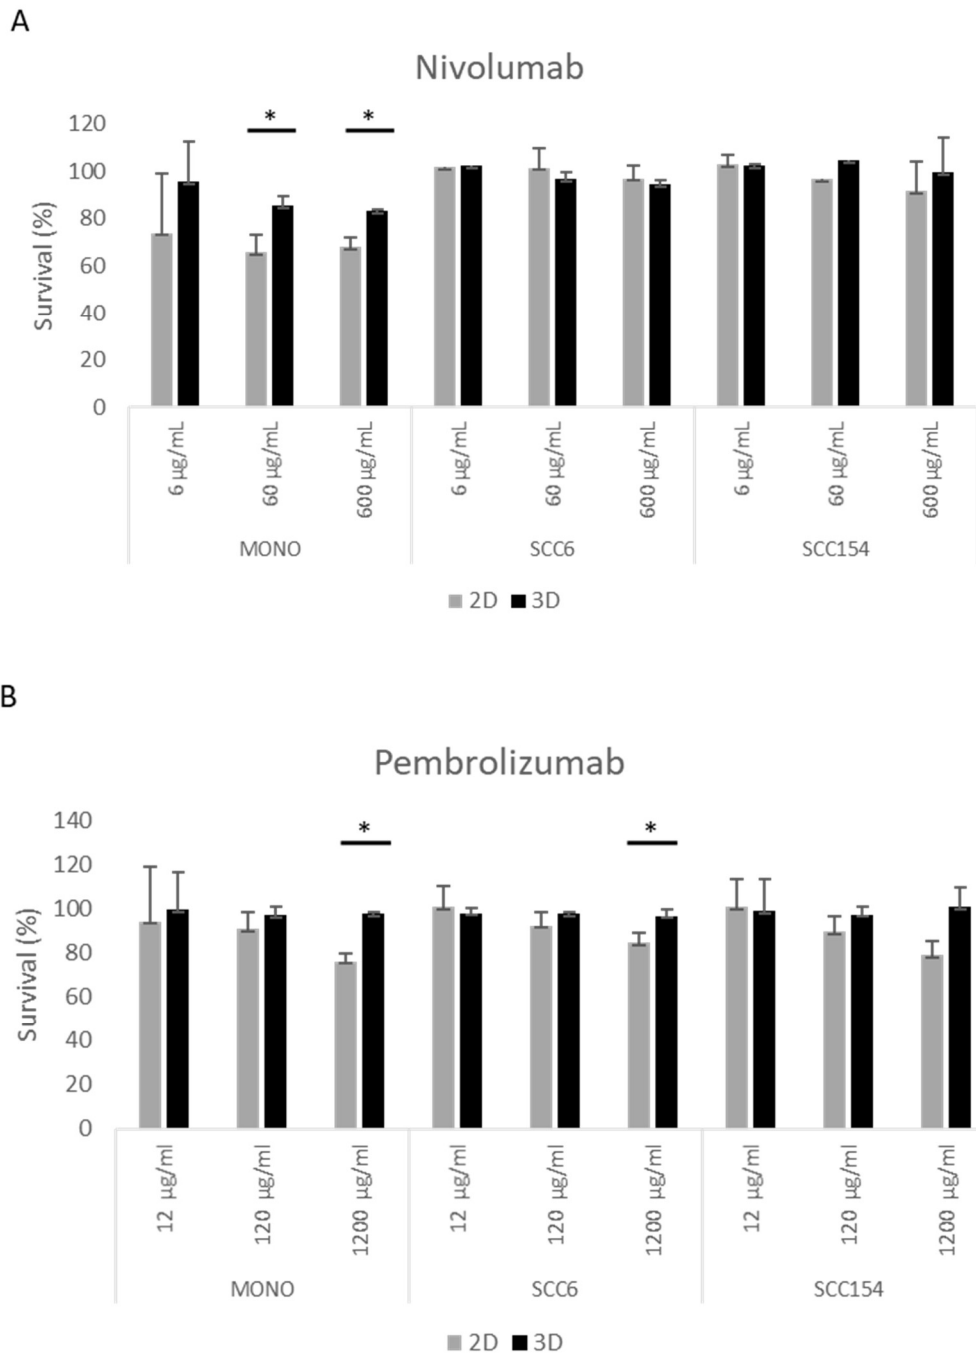 A
Nivolumab
*
*
120
100
80
60
40
20
0
Survival (%)
6 µg/mL
60 µg/mL
600 µg/mL
6 µg/mL
60 µg/mL
600 µg/mL
6 µg/mL
60 µg/mL
600 µg/mL
MONO
SCC6
SCC154
2D 3D
B
Pembrolizumab
*
*
140
120
100
80
60
40
20
0
Survival (%)
12 µg/ml
120 µg/ml
1200 µg/ml
12 µg/ml
120 µg/ml
1200 µg/ml
12 µg/ml
120 µg/ml
1200 µg/ml
MONO
SCC6
SCC154
2D 3D